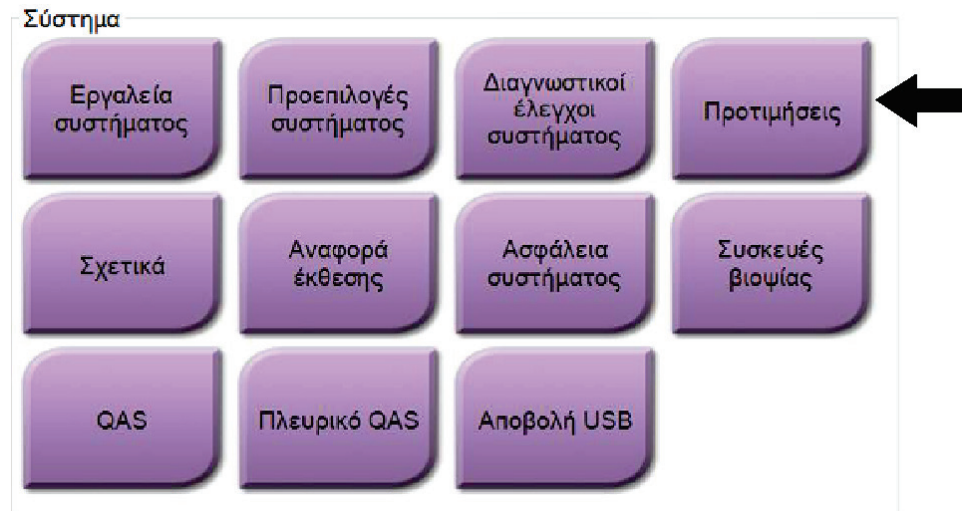 Σύστημα
Εργαλεία
συστήματος
Προεπιλογές
συστήματος
Διαγνωστικοί
έλεγχοι
συστήματος
Προτιμήσεις
Σχετικά
Αναφορά
έκθεσης
Ασφάλεια
συστήματος
Συσκευές
βιοψίας
QAS
Πλευρικό QAS
Αποβολή USB